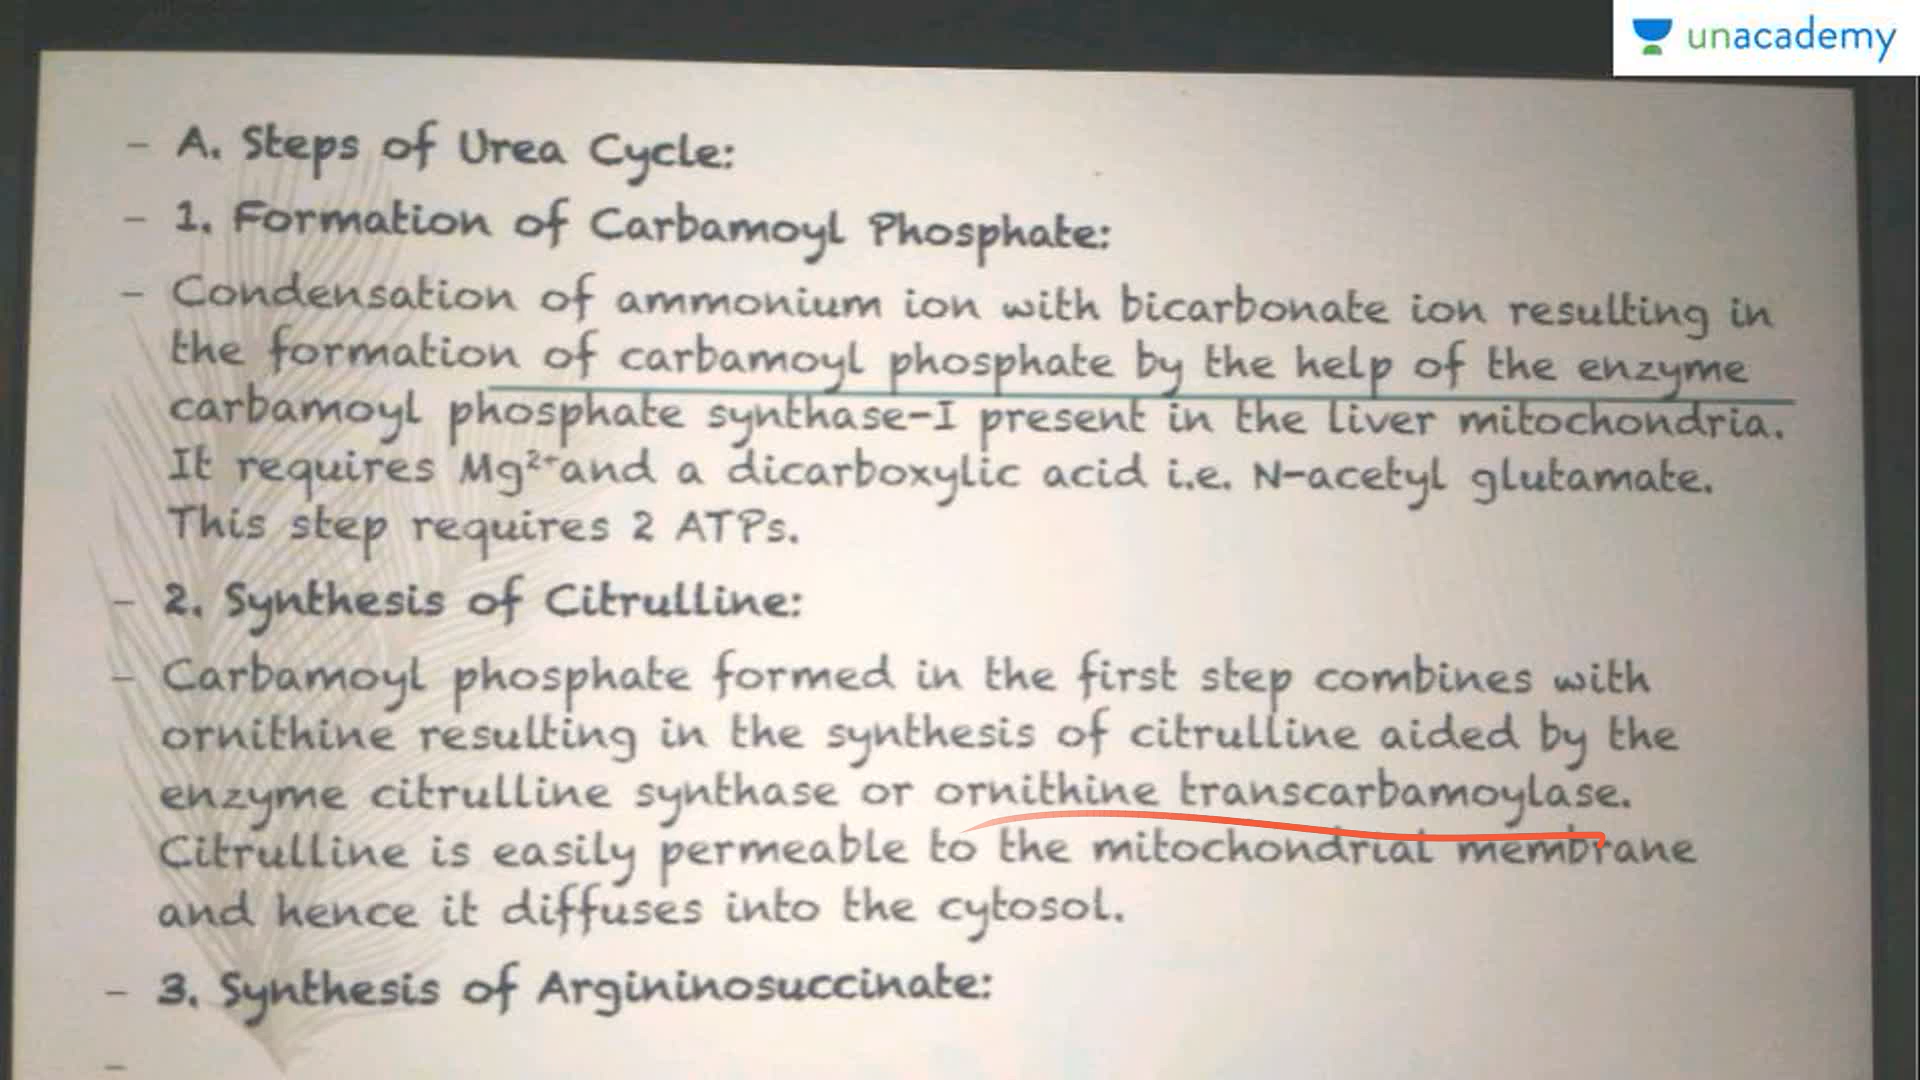 unacademy
- A. Steps of Urea Cycle:
- 1. Formation of Carbamoyl Phosphate:
- Condensation of ammonium ion with bicarbonate ion resulting in
the formation of carbamoyl phosphate by the help of the enzyme
carbamoyl phosphate synthase-I present in the liver mitochondria.
It requires Mg²⁺ and a dicarboxylic acid i.e. N-acetyl glutamate.
This step requires 2 ATPs.
- 2. Synthesis of Citrulline:
- Carbamoyl phosphate formed in the first step combines with
ornithine resulting in the synthesis of citrulline aided by the
enzyme citrulline synthase or ornithine transcarbamoylase.
Citrulline is easily permeable to the mitochondrial membrane
and hence it diffuses into the cytosol.
- 3. Synthesis of Argininosuccinate:
-